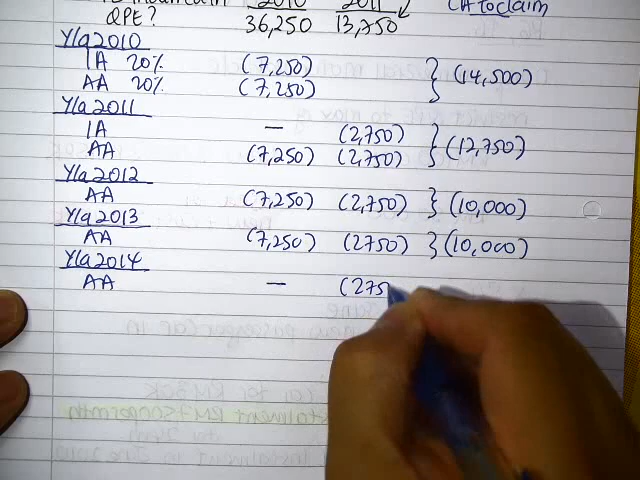 2010 2011 CA to claim
QPE? 36,250 13,750
Y/a 2010
IA 20% (7,250) } (14,500)
AA 20% (7,250)
Y/a 2011
IA — (2,750) } (12,750)
AA (7,250) (2,750)
Y/a 2012
AA (7,250) (2,750) } (10,000)
Y/a 2013
AA (7,250) (2750) } (10,000)
Y/a 2014
AA — (275